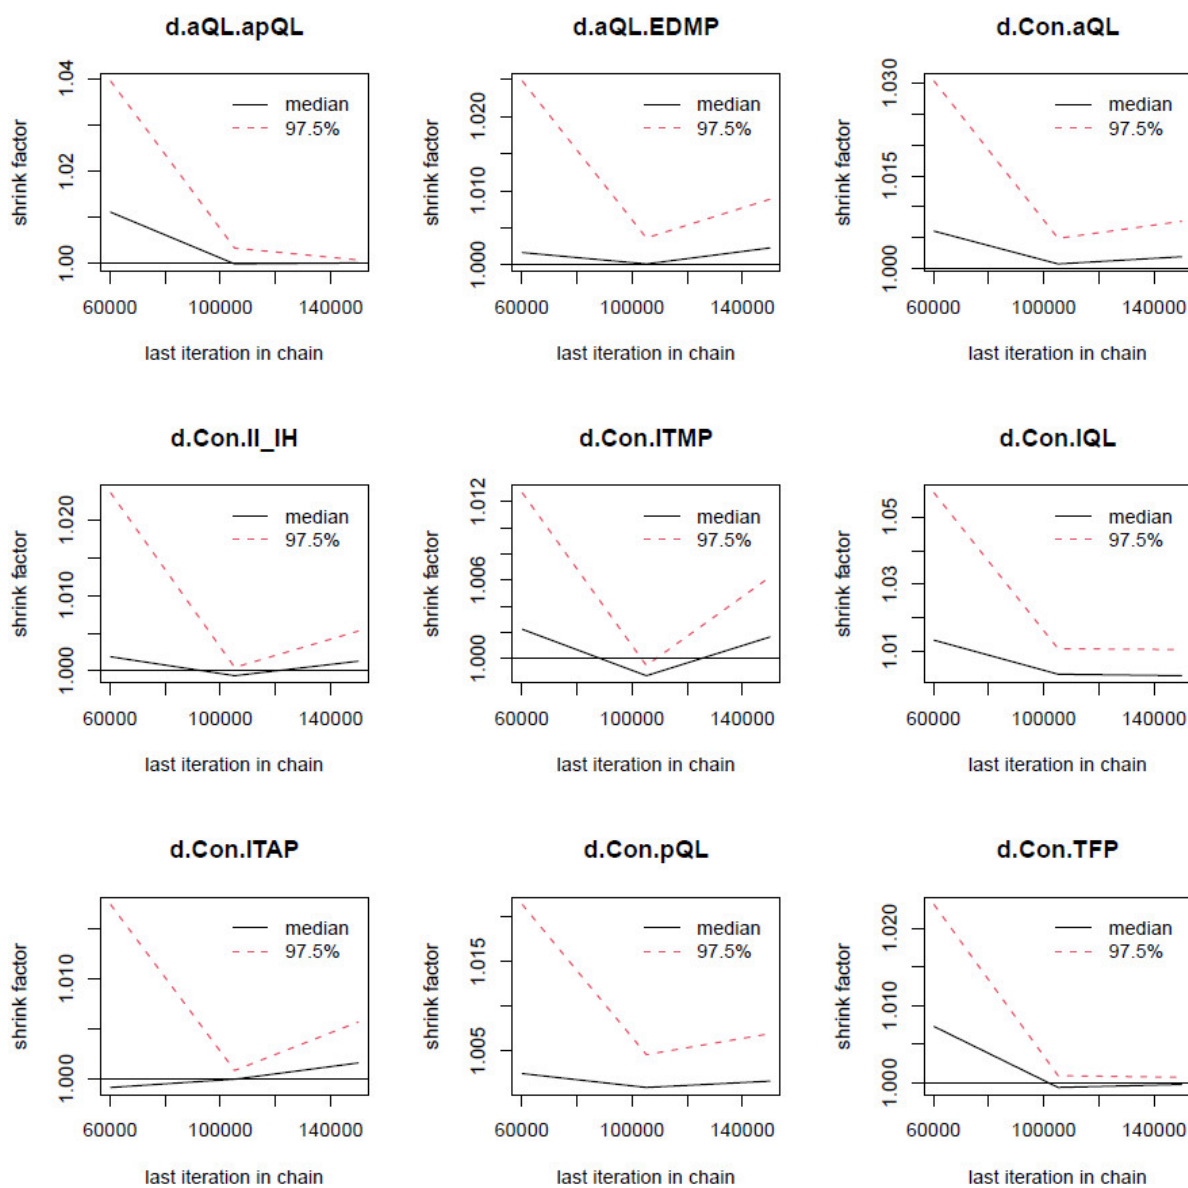 d.aQL.apQL
shrink factor
1.00 1.02 1.04
median
97.5%
60000 100000 140000
last iteration in chain
d.aQL.EDMP
shrink factor
1.000 1.010 1.020
median
97.5%
60000 100000 140000
last iteration in chain
d.Con.aQL
shrink factor
1.000 1.015 1.030
median
97.5%
60000 100000 140000
last iteration in chain
d.Con.II_IH
shrink factor
1.000 1.010 1.020
median
97.5%
60000 100000 140000
last iteration in chain
d.Con.ITMP
shrink factor
1.000 1.006 1.012
median
97.5%
60000 100000 140000
last iteration in chain
d.Con.IQL
shrink factor
1.01 1.03 1.05
median
97.5%
60000 100000 140000
last iteration in chain
d.Con.ITAP
shrink factor
1.000 1.010
median
97.5%
60000 100000 140000
last iteration in chain
d.Con.pQL
shrink factor
1.005 1.015
median
97.5%
60000 100000 140000
last iteration in chain
d.Con.TFP
shrink factor
1.000 1.010 1.020
median
97.5%
60000 100000 140000
last iteration in chain